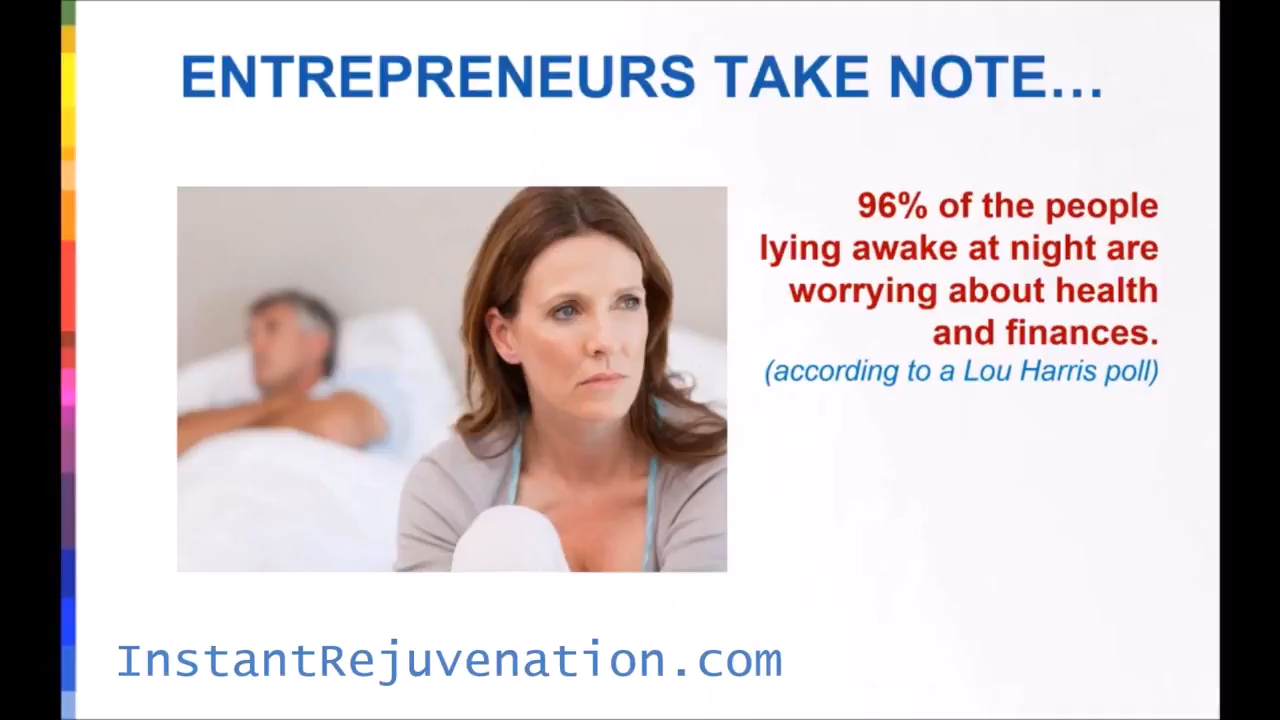 ENTREPRENEURS TAKE NOTE...
96% of the people
lying awake at night are
worrying about health
and finances.
(according to a Lou Harris poll)
InstantRejuvenation.com